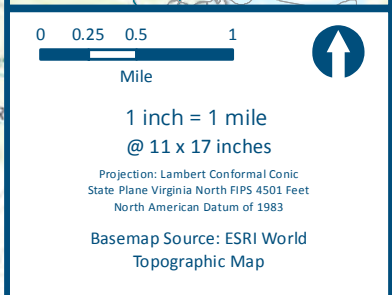 0 0.25 0.5 1
Mile
1 inch = 1 mile
@ 11 x 17 inches
Projection: Lambert Conformal Conic
State Plane Virginia North FIPS 4501 Feet
North American Datum of 1983
Basemap Source: ESRI World
Topographic Map